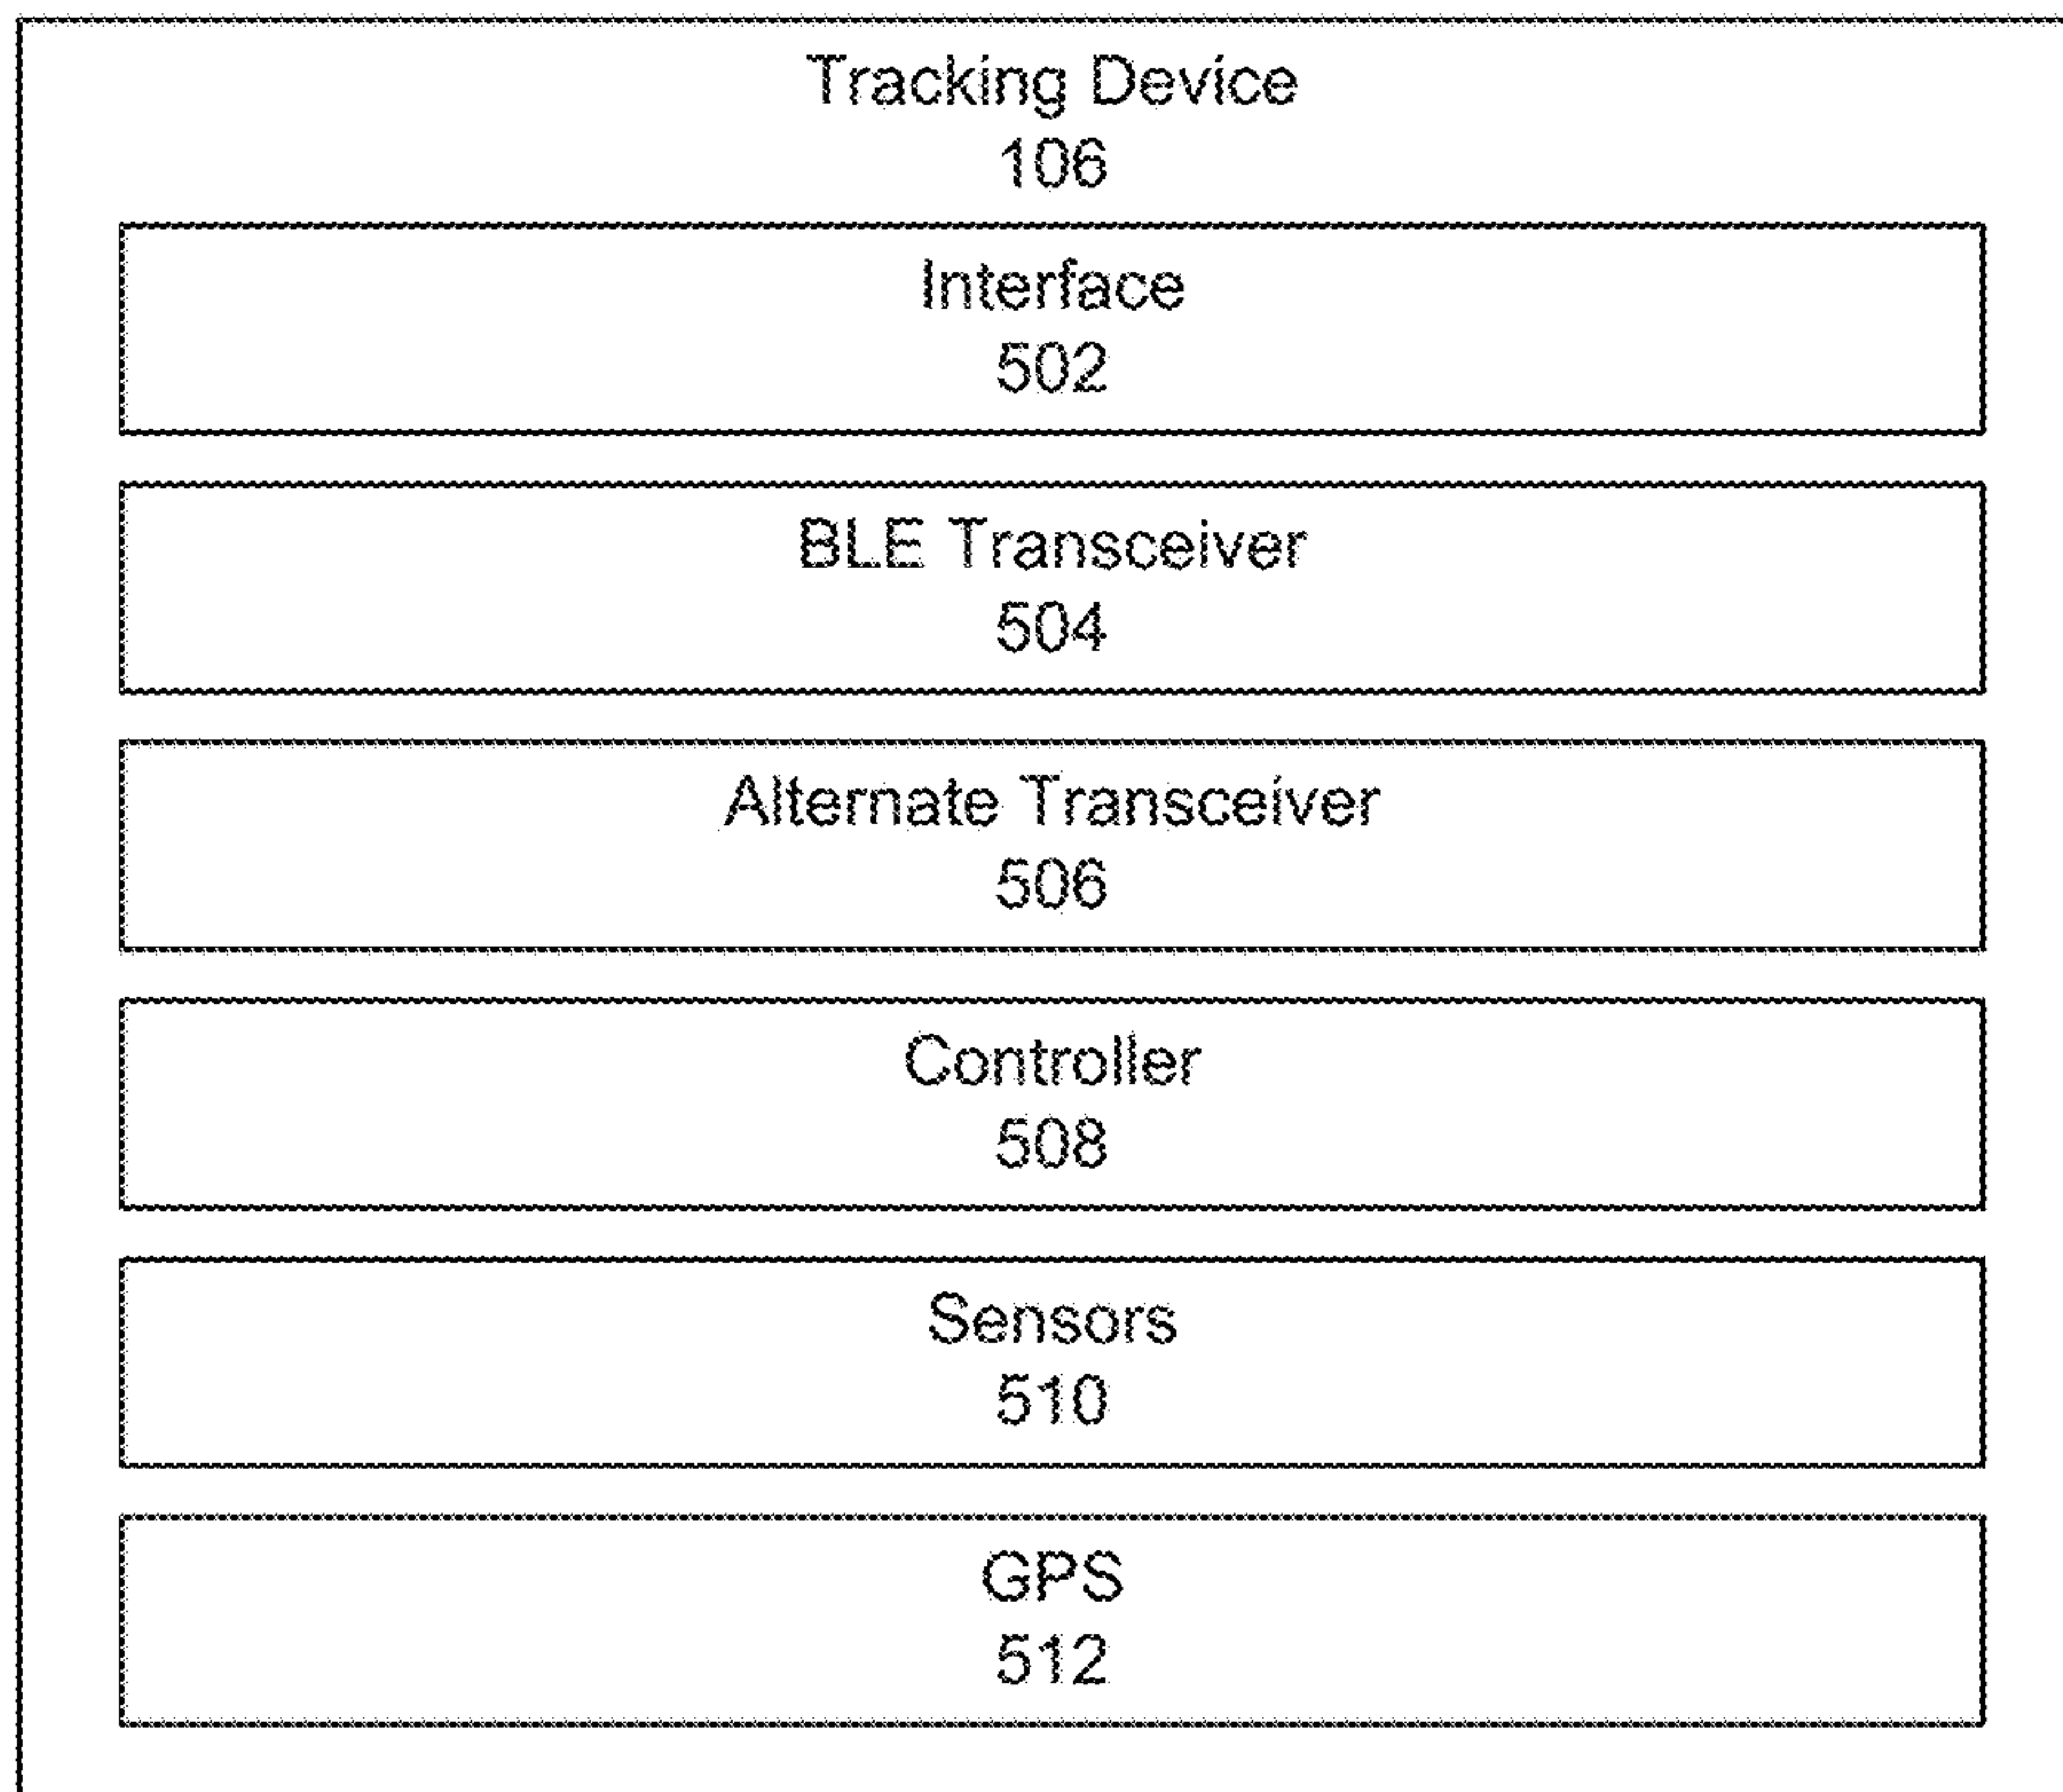 Tracking Device
106
Interface
502
BLE Transceiver
504
Alternate Transceiver
506
Controller
508
Sensors
510
GPS
512